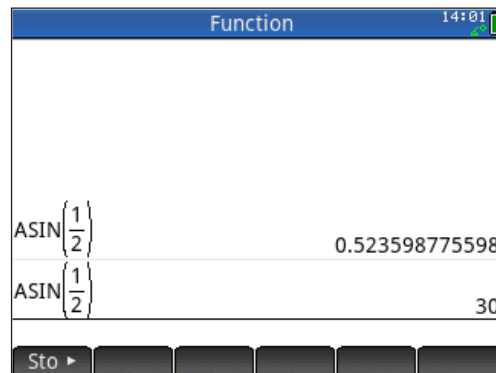 Function 14:01
ASIN(1/2)
0.523598775598
ASIN(1/2)
30
Sto ▸